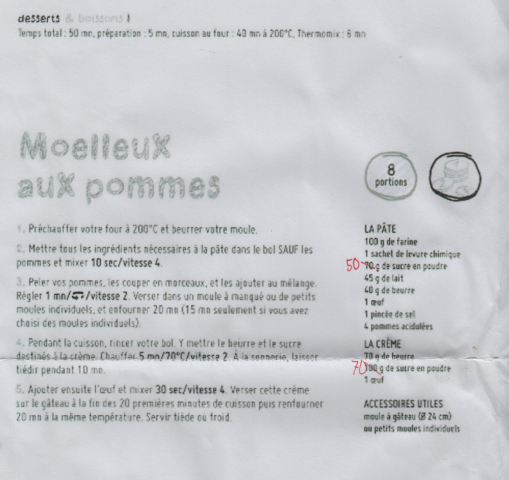 desserts & boissons |
Temps total : 50 mn, préparation : 5 mn, cuisson au four : 40 mn à 200°C, Thermomix : 6 mn
Moelleux
aux pommes
8
portions
1. Préchauffer votre four à 200°C et beurrer votre moule.
2. Mettre tous les ingrédients nécessaires à la pâte dans le bol SAUF les
pommes et mixer 10 sec/vitesse 4.
3. Peler vos pommes, les couper en morceaux, et les ajouter au mélange.
Régler 1 mn/ /vitesse 2. Verser dans un moule à manqué ou de petits
moules individuels, et enfourner 20 mn (15 mn seulement si vous avez
choisi des moules individuels).
4. Pendant la cuisson, rincer votre bol. Y mettre le beurre et le sucre
destinés à la crème. Chauffer 5 mn/70°C/vitesse 2. À la sonnerie, laisser
tiédir pendant 10 mn.
5. Ajouter ensuite l'œuf et mixer 30 sec/vitesse 4. Verser cette crème
sur le gâteau à la fin des 20 premières minutes de cuisson puis renfourner
20 mn à la même température. Servir tiède ou froid.
LA PÂTE
100 g de farine
1 sachet de levure chimique
50 70 g de sucre en poudre
45 g de lait
40 g de beurre
1 œuf
1 pincée de sel
4 pommes acidulées
LA CRÈME
70 g de beurre
70 100 g de sucre en poudre
1 œuf
ACCESSOIRES UTILES
moule à gâteau (Ø 24 cm)
ou petits moules individuels